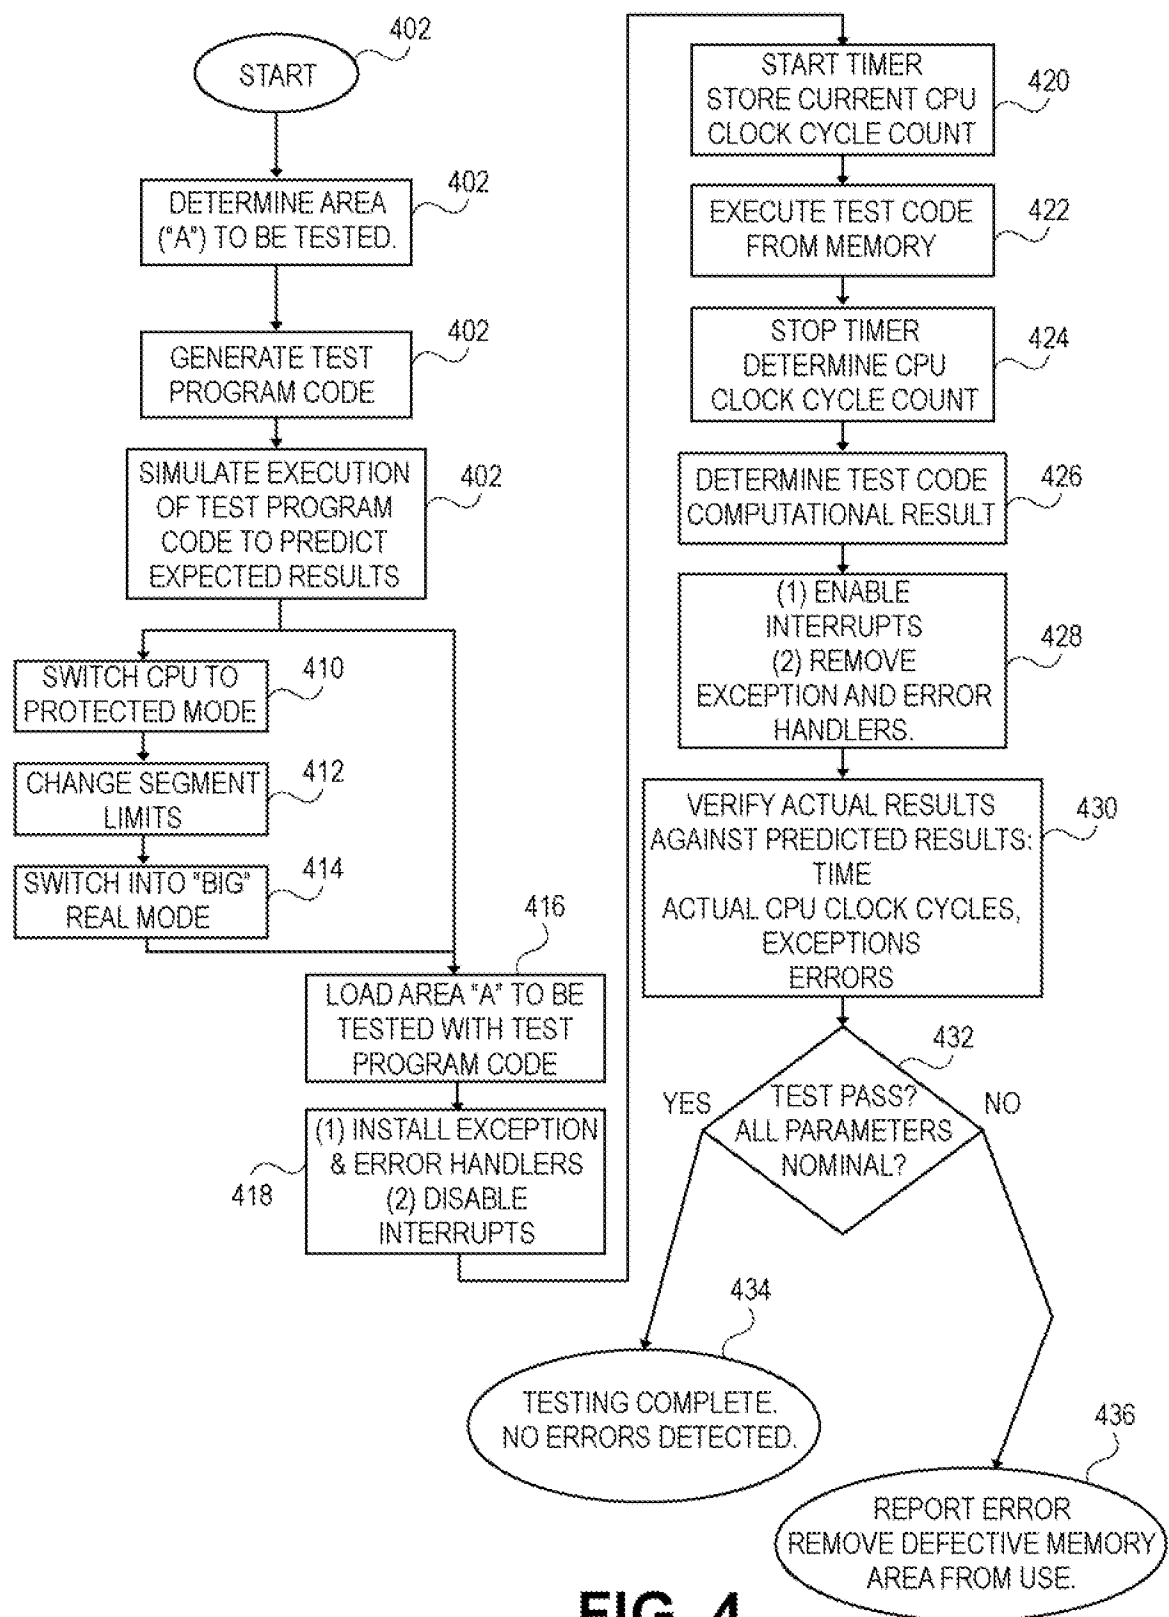 402
START
402
DETERMINE AREA
("A") TO BE TESTED.
402
GENERATE TEST
PROGRAM CODE
402
SIMULATE EXECUTION
OF TEST PROGRAM
CODE TO PREDICT
EXPECTED RESULTS
410
SWITCH CPU TO
PROTECTED MODE
412
CHANGE SEGMENT
LIMITS
414
SWITCH INTO "BIG"
REAL MODE
416
LOAD AREA "A" TO BE
TESTED WITH TEST
PROGRAM CODE
418
(1) INSTALL EXCEPTION
& ERROR HANDLERS
(2) DISABLE
INTERRUPTS
420
START TIMER
STORE CURRENT CPU
CLOCK CYCLE COUNT
422
EXECUTE TEST CODE
FROM MEMORY
424
STOP TIMER
DETERMINE CPU
CLOCK CYCLE COUNT
426
DETERMINE TEST CODE
COMPUTATIONAL RESULT
428
(1) ENABLE
INTERRUPTS
(2) REMOVE
EXCEPTION AND ERROR
HANDLERS.
430
VERIFY ACTUAL RESULTS
AGAINST PREDICTED RESULTS:
TIME
ACTUAL CPU CLOCK CYCLES,
EXCEPTIONS
ERRORS
432
YES
TEST PASS?
ALL PARAMETERS
NOMINAL?
NO
434
TESTING COMPLETE.
NO ERRORS DETECTED.
436
REPORT ERROR
REMOVE DEFECTIVE MEMORY
AREA FROM USE.
FIG. 4